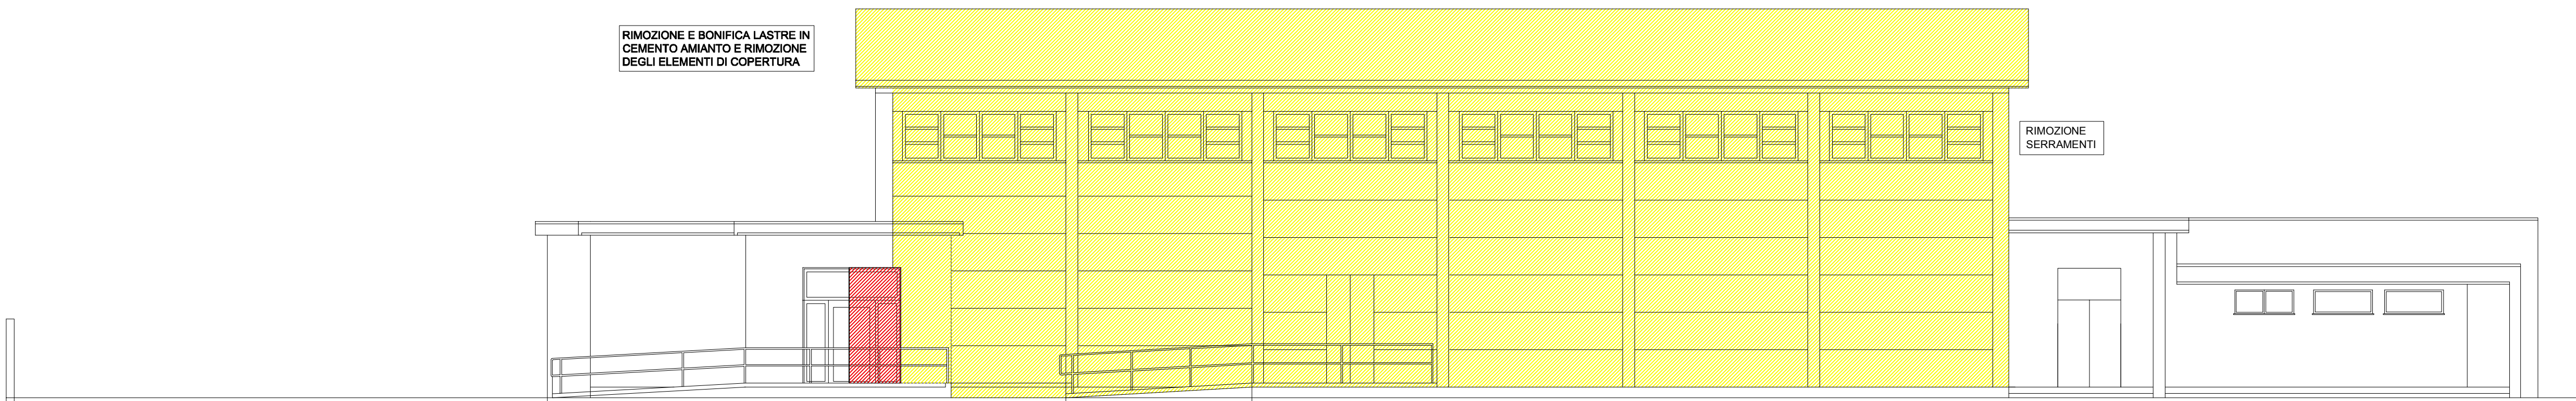 RIMOZIONE E BONIFICA LASTRE IN
CEMENTO AMIANTO E RIMOZIONE
DEGLI ELEMENTI DI COPERTURA
RIMOZIONE
SERRAMENTI